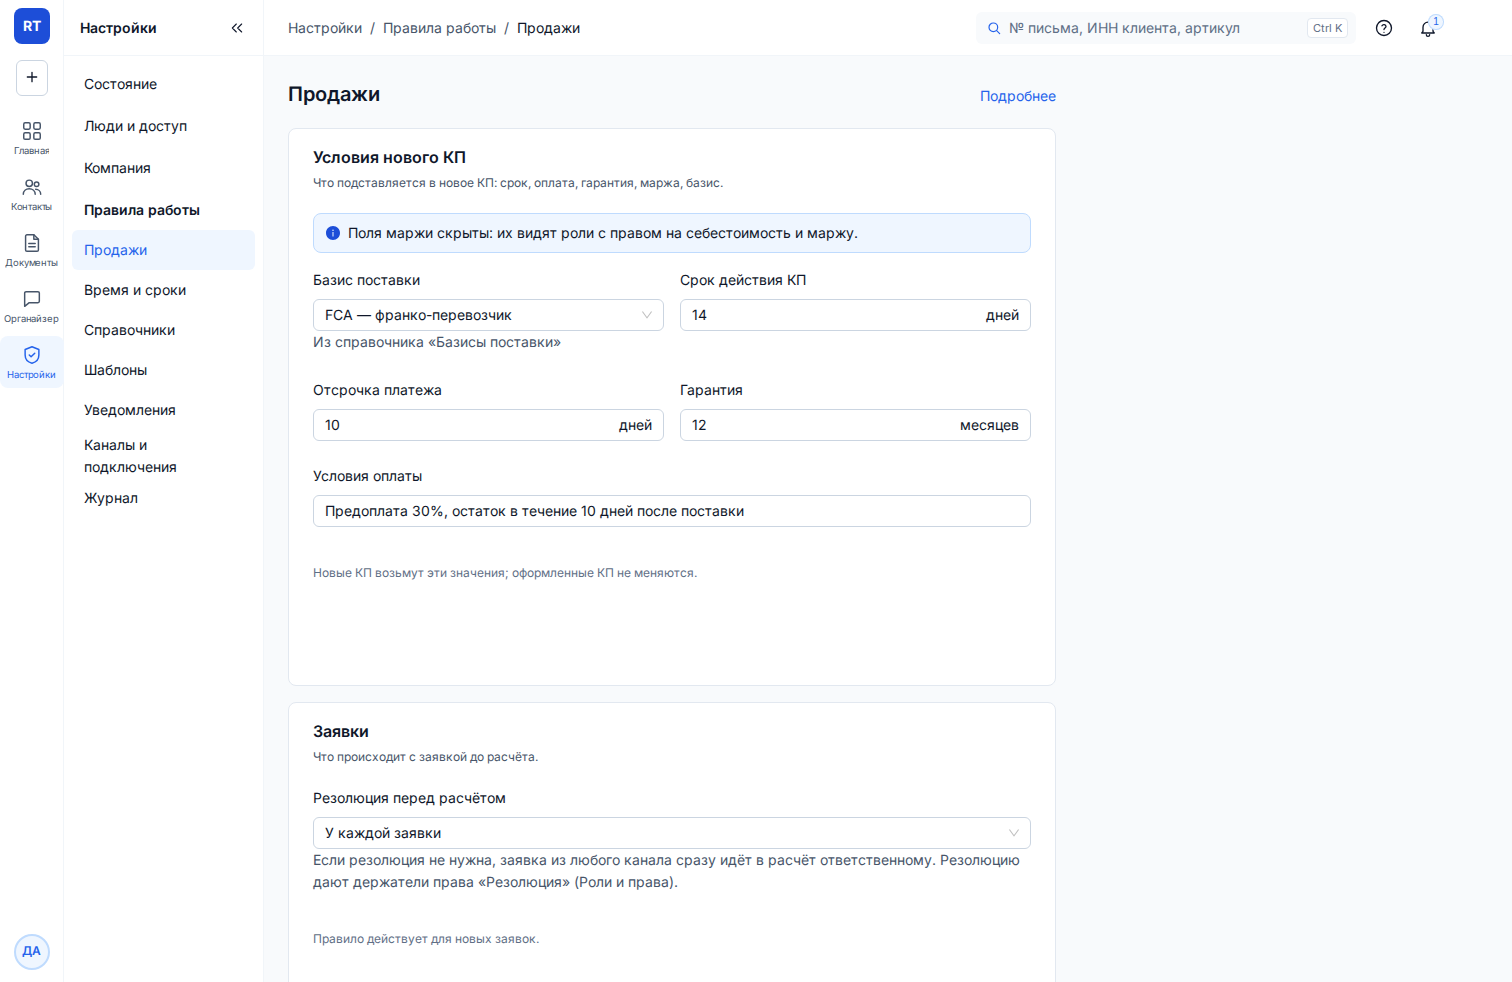 RT
Настройки
Настройки / Правила работы / Продажи
№ письма, ИНН клиента, артикул
Ctrl K
1
Главная
Контакты
Документы
Органайзер
Настройки
ДА
Состояние
Люди и доступ
Компания
Правила работы
Продажи
Время и сроки
Справочники
Шаблоны
Уведомления
Каналы и
подключения
Журнал
Продажи
Подробнее
Условия нового КП
Что подставляется в новое КП: срок, оплата, гарантия, маржа, базис.
Поля маржи скрыты: их видят роли с правом на себестоимость и маржу.
Базис поставки
Срок действия КП
FCA — франко-перевозчик
14 дней
Из справочника «Базисы поставки»
Отсрочка платежа
Гарантия
10 дней
12 месяцев
Условия оплаты
Предоплата 30%, остаток в течение 10 дней после поставки
Новые КП возьмут эти значения; оформленные КП не меняются.
Заявки
Что происходит с заявкой до расчёта.
Резолюция перед расчётом
У каждой заявки
Если резолюция не нужна, заявка из любого канала сразу идёт в расчёт ответственному. Резолюцию
дают держатели права «Резолюция» (Роли и права).
Правило действует для новых заявок.